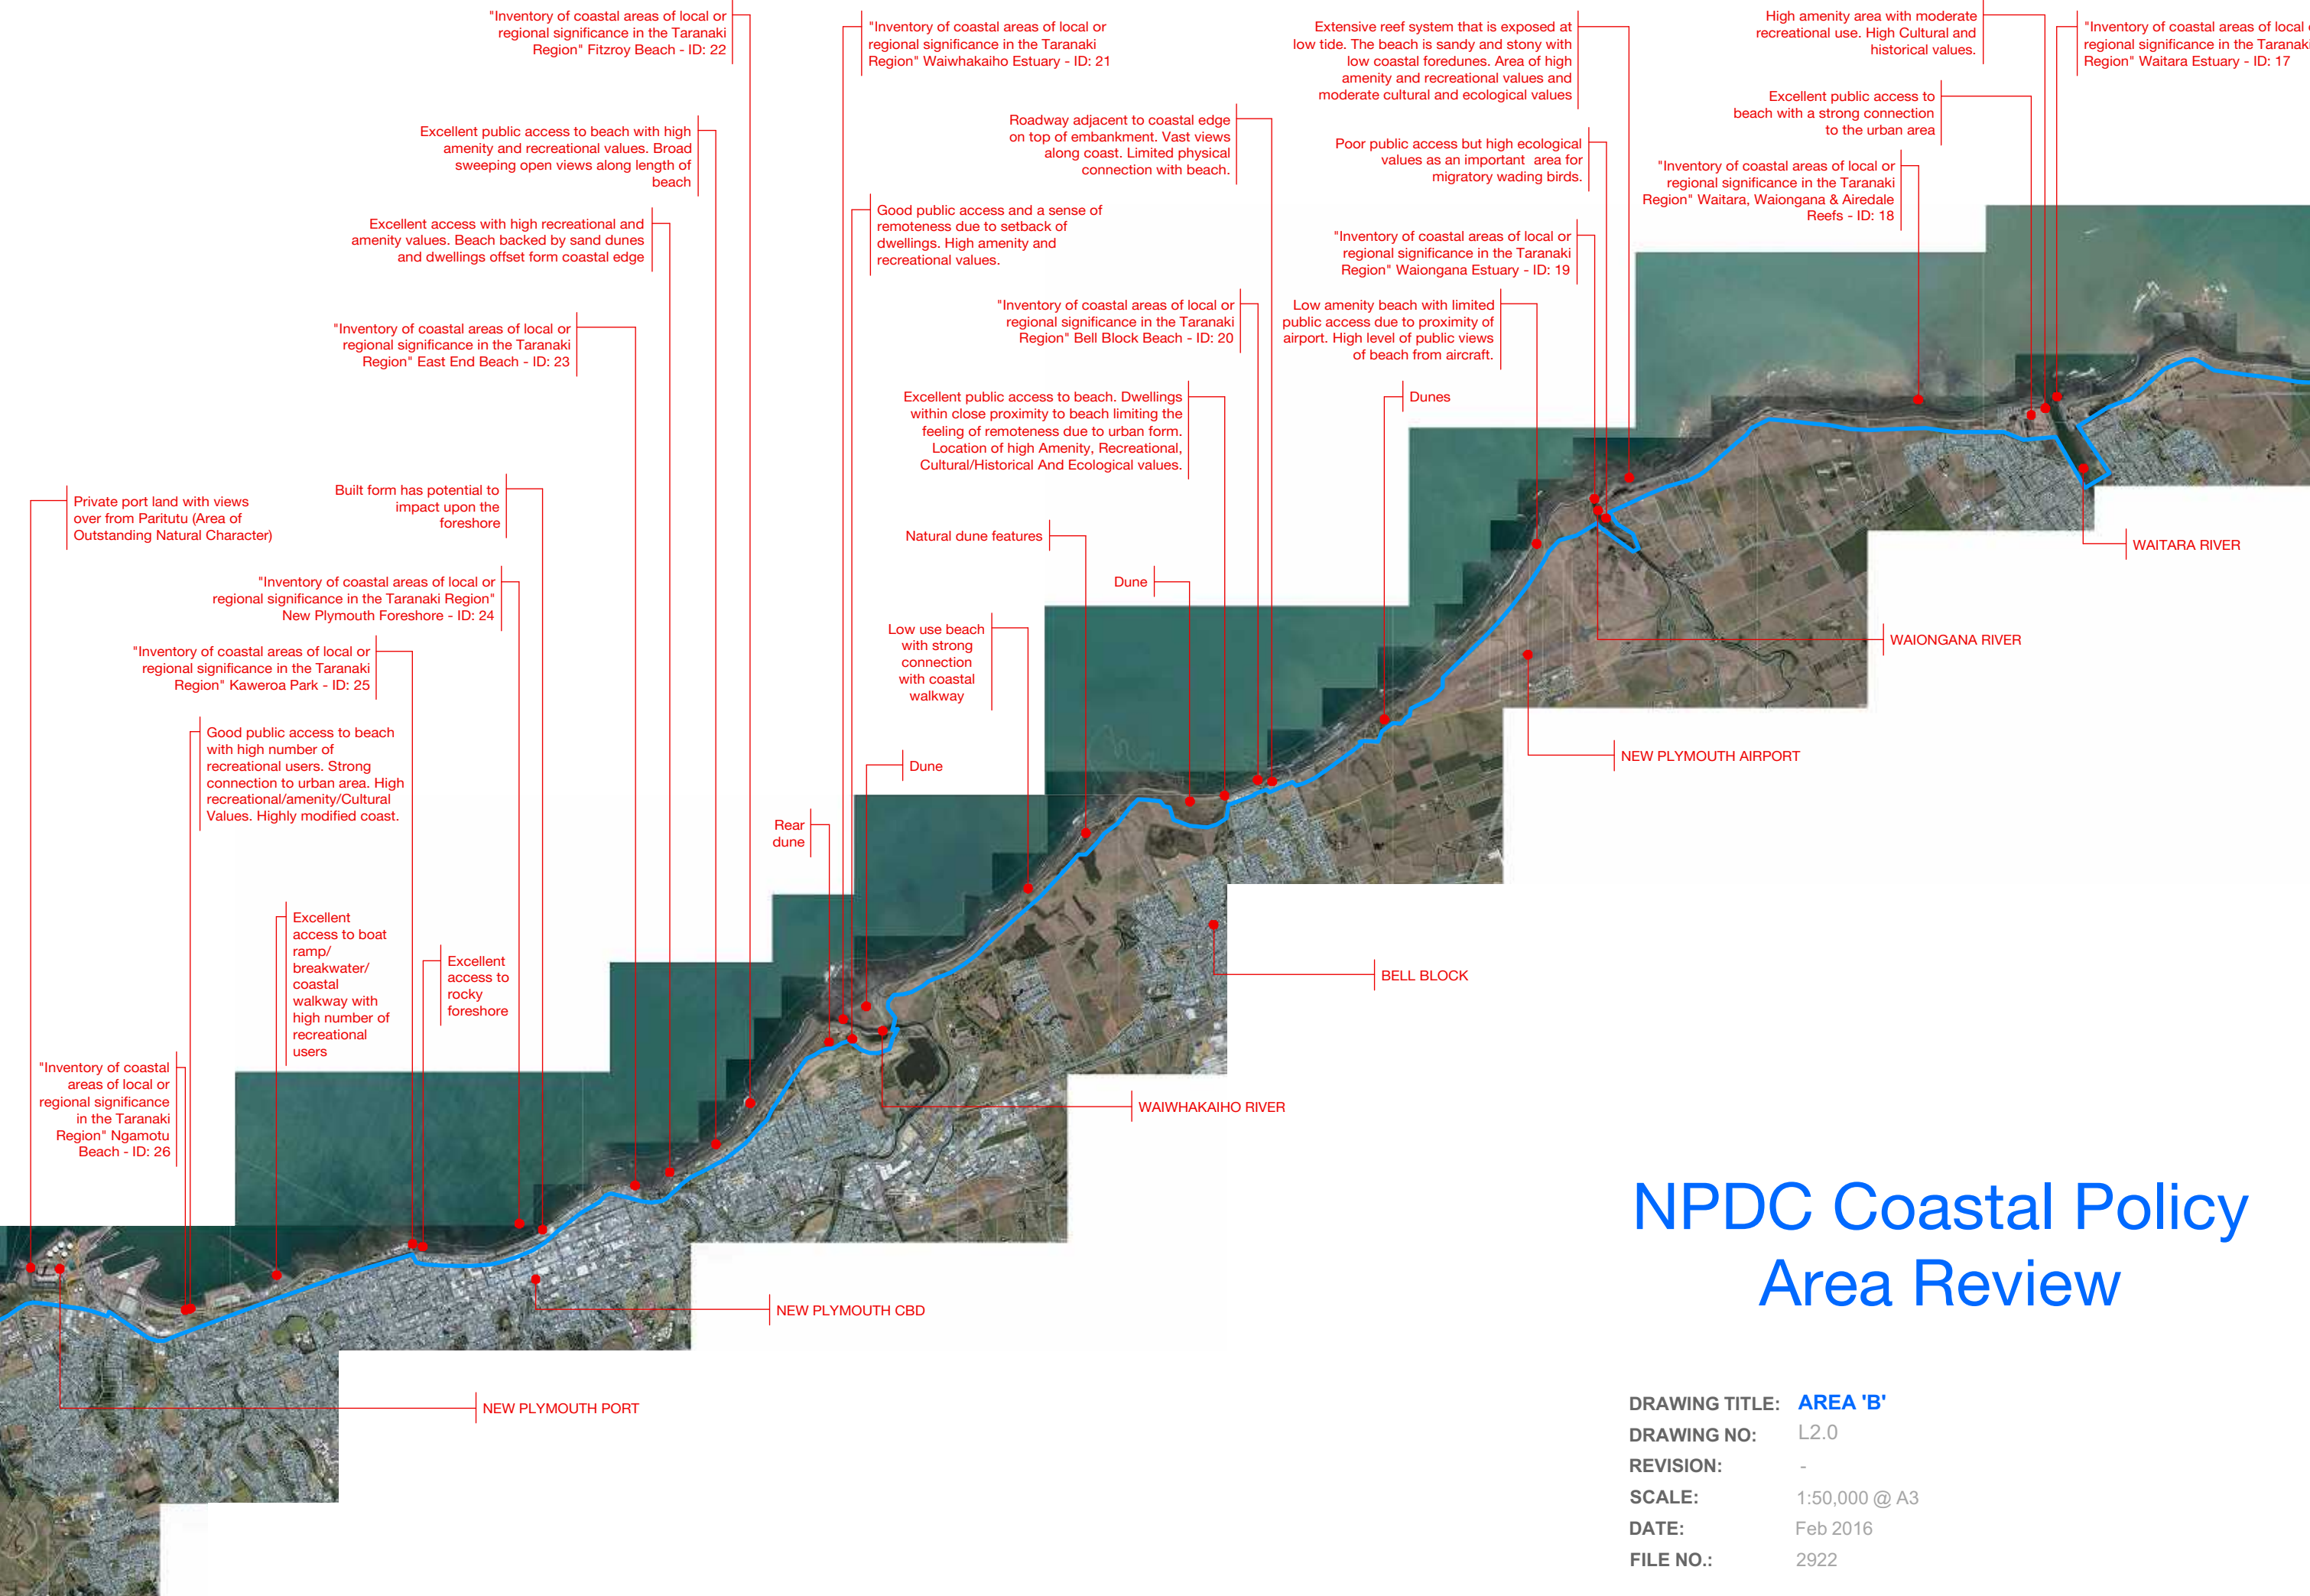 "Inventory of coastal areas of local or
regional significance in the Taranaki
Region" Fitzroy Beach - ID: 22
"Inventory of coastal areas of local or
regional significance in the Taranaki
Region" Waiwhakaiho Estuary - ID: 21
Extensive reef system that is exposed at
low tide. The beach is sandy and stony with
low coastal foredunes. Area of high
amenity and recreational values and
moderate cultural and ecological values
High amenity area with moderate
recreational use. High Cultural and
historical values.
"Inventory of coastal areas of local
regional significance in the Taranaki
Region" Waitara Estuary - ID: 17
Excellent public access to
beach with a strong connection
to the urban area
Excellent public access to beach with high
amenity and recreational values. Broad
sweeping open views along length of
beach
Roadway adjacent to coastal edge
on top of embankment. Vast views
along coast. Limited physical
connection with beach.
Poor public access but high ecological
values as an important area for
migratory wading birds.
"Inventory of coastal areas of local or
regional significance in the Taranaki
Region" Waitara, Waiongana & Airedale
Reefs - ID: 18
Excellent access with high recreational and
amenity values. Beach backed by sand dunes
and dwellings offset form coastal edge
Good public access and a sense of
remoteness due to setback of
dwellings. High amenity and
recreational values.
"Inventory of coastal areas of local or
regional significance in the Taranaki
Region" Waiongana Estuary - ID: 19
"Inventory of coastal areas of local or
regional significance in the Taranaki
Region" East End Beach - ID: 23
"Inventory of coastal areas of local or
regional significance in the Taranaki
Region" Bell Block Beach - ID: 20
Low amenity beach with limited
public access due to proximity of
airport. High level of public views
of beach from aircraft.
Excellent public access to beach. Dwellings
within close proximity to beach limiting the
feeling of remoteness due to urban form.
Location of high Amenity, Recreational,
Cultural/Historical And Ecological values.
Dunes
Private port land with views
over from Paritutu (Area of
Outstanding Natural Character)
Built form has potential to
impact upon the
foreshore
Natural dune features
WAITARA RIVER
"Inventory of coastal areas of local or
regional significance in the Taranaki Region"
New Plymouth Foreshore - ID: 24
Dune
"Inventory of coastal areas of local or
regional significance in the Taranaki
Region" Kaweroa Park - ID: 25
Low use beach
with strong
connection
with coastal
walkway
WAIONGANA RIVER
Good public access to beach
with high number of
recreational users. Strong
connection to urban area. High
recreational/amenity/Cultural
Values. Highly modified coast.
Dune
NEW PLYMOUTH AIRPORT
Rear
dune
Excellent
access to boat
ramp/
breakwater/
coastal
walkway with
high number of
recreational
users
Excellent
access to
rocky
foreshore
BELL BLOCK
"Inventory of coastal
areas of local or
regional significance
in the Taranaki
Region" Ngamotu
Beach - ID: 26
WAIWHAKAIHO RIVER
NEW PLYMOUTH CBD
NEW PLYMOUTH PORT
NPDC Coastal Policy
Area Review
DRAWING TITLE: AREA 'B'
DRAWING NO: L2.0
REVISION: -
SCALE: 1:50,000 @ A3
DATE: Feb 2016
FILE NO.: 2922